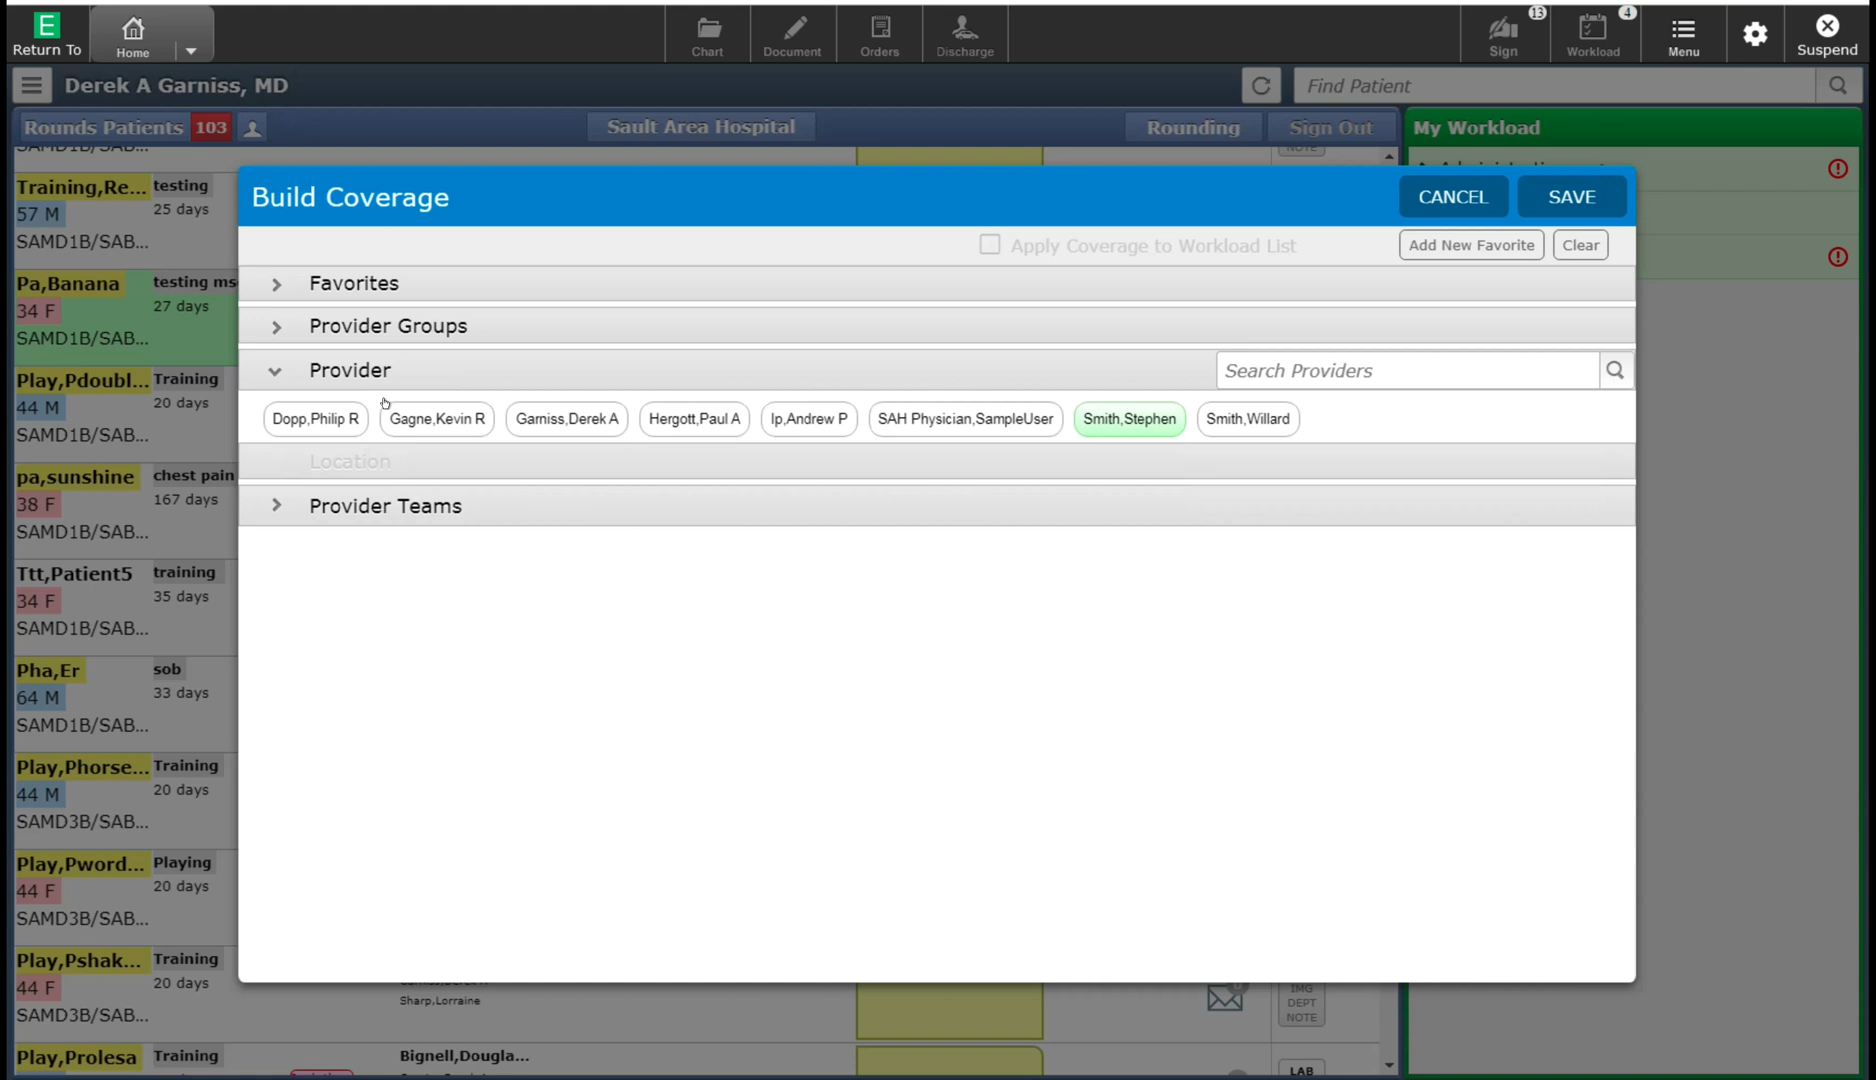 E
Return To
Home
Chart
Document
Orders
Discharge
13
Sign
4
Workload
Menu
Suspend
Derek A Garniss, MD
Find Patient
Rounds Patients 103
Sault Area Hospital
Rounding
Sign Out
My Workload
SAMD1B/SAB...
NOTE
Training,Re... testing
57 M 25 days
SAMD1B/SAB...
Pa,Banana testing ms
34 F 27 days
SAMD1B/SAB...
Play,Pdoubl... Training
44 M 20 days
SAMD1B/SAB...
pa,sunshine chest pain
38 F 167 days
SAMD1B/SAB...
Ttt,Patient5 training
34 F 35 days
SAMD1B/SAB...
Pha,Er sob
64 M 33 days
SAMD1B/SAB...
Play,Phorse... Training
44 M 20 days
SAMD3B/SAB...
Play,Pword... Playing
44 F 20 days
SAMD3B/SAB...
Play,Pshak... Training
44 F 20 days
SAMD3B/SAB...
Sharp,Lorraine
IMG
DEPT
NOTE
Play,Prolesa Training
Bignell,Dougla...
LAB
Build Coverage
CANCEL
SAVE
Apply Coverage to Workload List
Add New Favorite
Clear
Favorites
Provider Groups
Provider
Search Providers
Dopp,Philip R Gagne,Kevin R Garniss,Derek A Hergott,Paul A Ip,Andrew P SAH Physician,SampleUser Smith,Stephen Smith,Willard
Location
Provider Teams